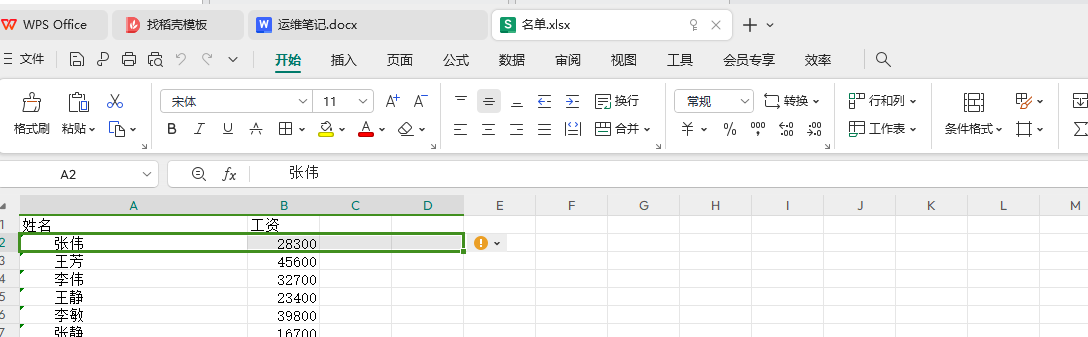 WPS Office 找稻壳模板 运维笔记.docx 名单.xlsx
文件 开始 插入 页面 公式 数据 审阅 视图 工具 会员专享 效率
宋体 11 A+ A- 换行 常规 转换 行和列
格式刷 粘贴 B I U A A 合并 ¥ % 000 工作表 条件格式
A2 fx 张伟
A B C D E F G H I J K L M
1 姓名 工资
2 张伟 28300
3 王芳 45600
4 李伟 32700
5 王静 23400
6 李敏 39800
7 张静 16700